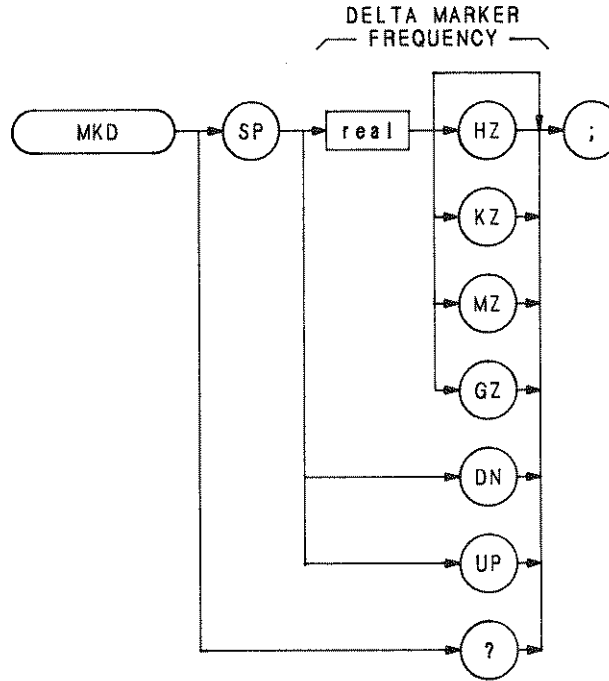 DELTA MARKER
FREQUENCY
MKD
SP
real
HZ
;
KZ
MZ
GZ
DN
UP
?